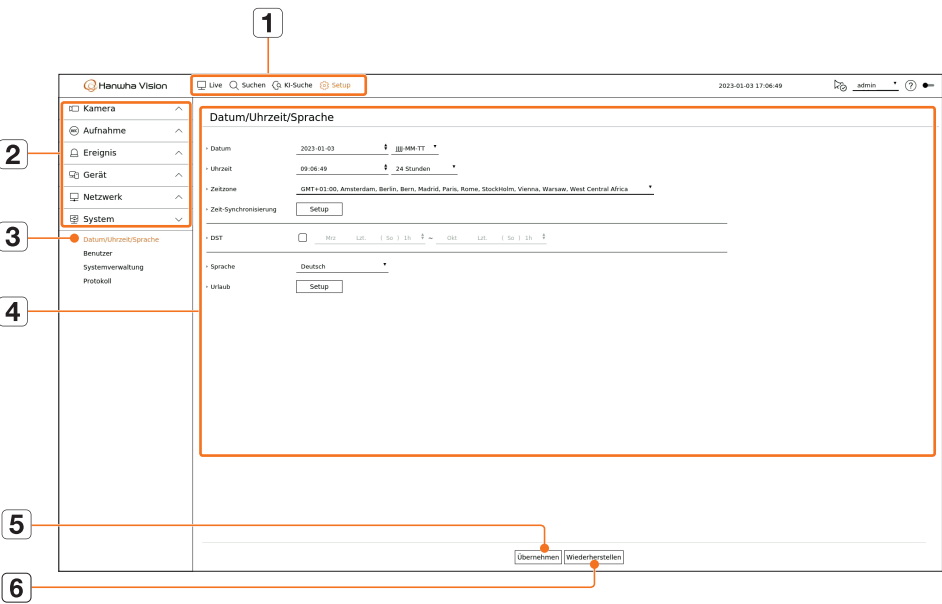 1
Hanwha Vision
Live Suchen KI-Suche Setup
2023-01-03 17:06:49
admin
?
2
Kamera
REC Aufnahme
Ereignis
Gerät
Netzwerk
System
3
Datum/Uhrzeit/Sprache
Benutzer
Systemverwaltung
Protokoll
4
Datum/Uhrzeit/Sprache
Datum 2023-01-03 JJJJ-MM-TT
Uhrzeit 09:06:49 24 Stunden
Zeitzone GMT+01:00, Amsterdam, Berlin, Bern, Madrid, Paris, Rome, StockHolm, Vienna, Warsaw, West Central Africa
Zeit-Synchronisierung Setup
DST Mrz Lzt. | So | 1h ~ Okt Lzt. | So | 1h
Sprache Deutsch
Urlaub Setup
5
Übernehmen Wiederherstellen
6